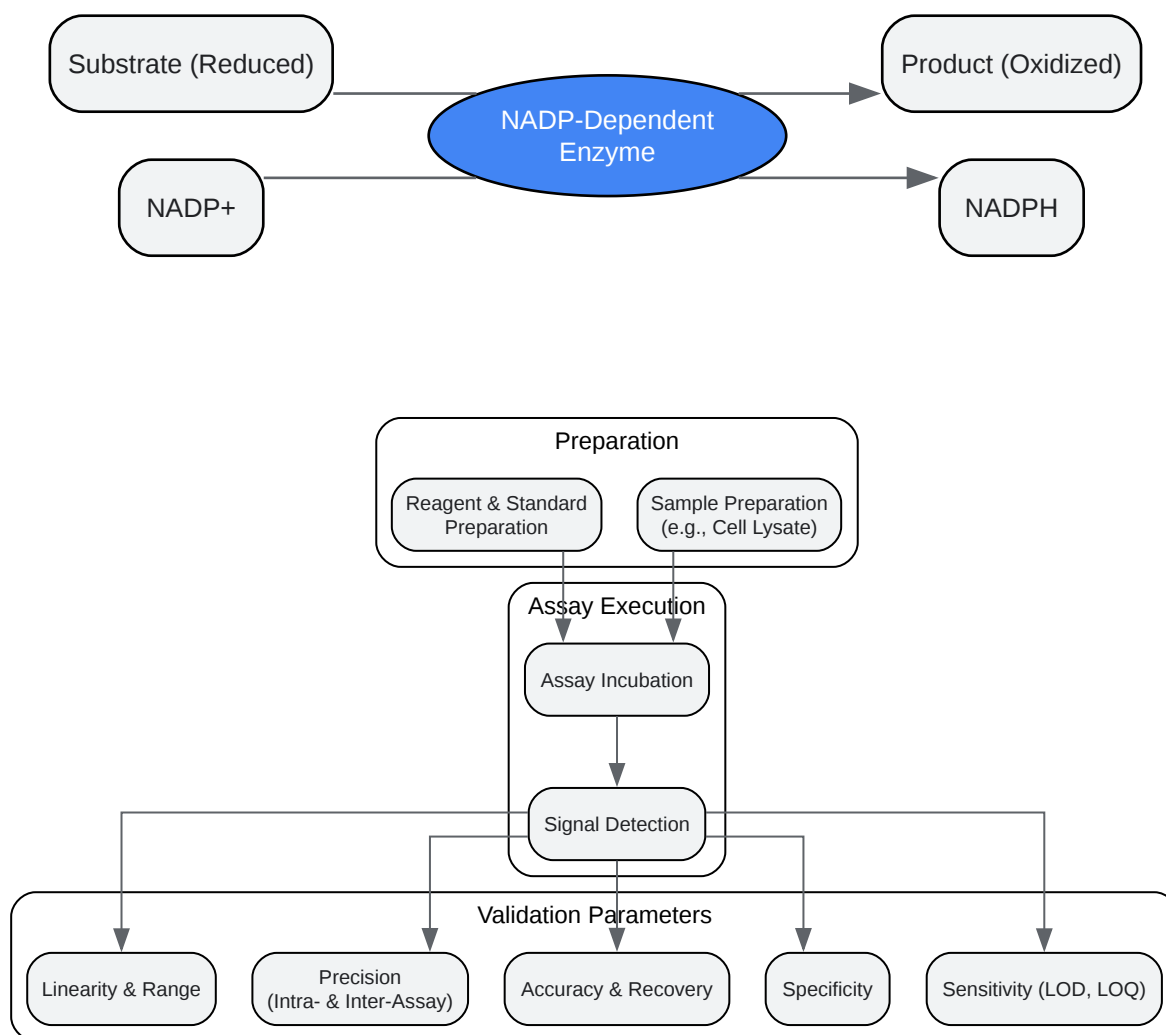 Substrate (Reduced)
Product (Oxidized)
NADP-Dependent
Enzyme
NADP+
NADPH
Preparation
Reagent & Standard
Preparation
Sample Preparation
(e.g., Cell Lysate)
Assay Execution
Assay Incubation
Signal Detection
Validation Parameters
Linearity & Range
Precision
(Intra- & Inter-Assay)
Accuracy & Recovery
Specificity
Sensitivity (LOD, LOQ)